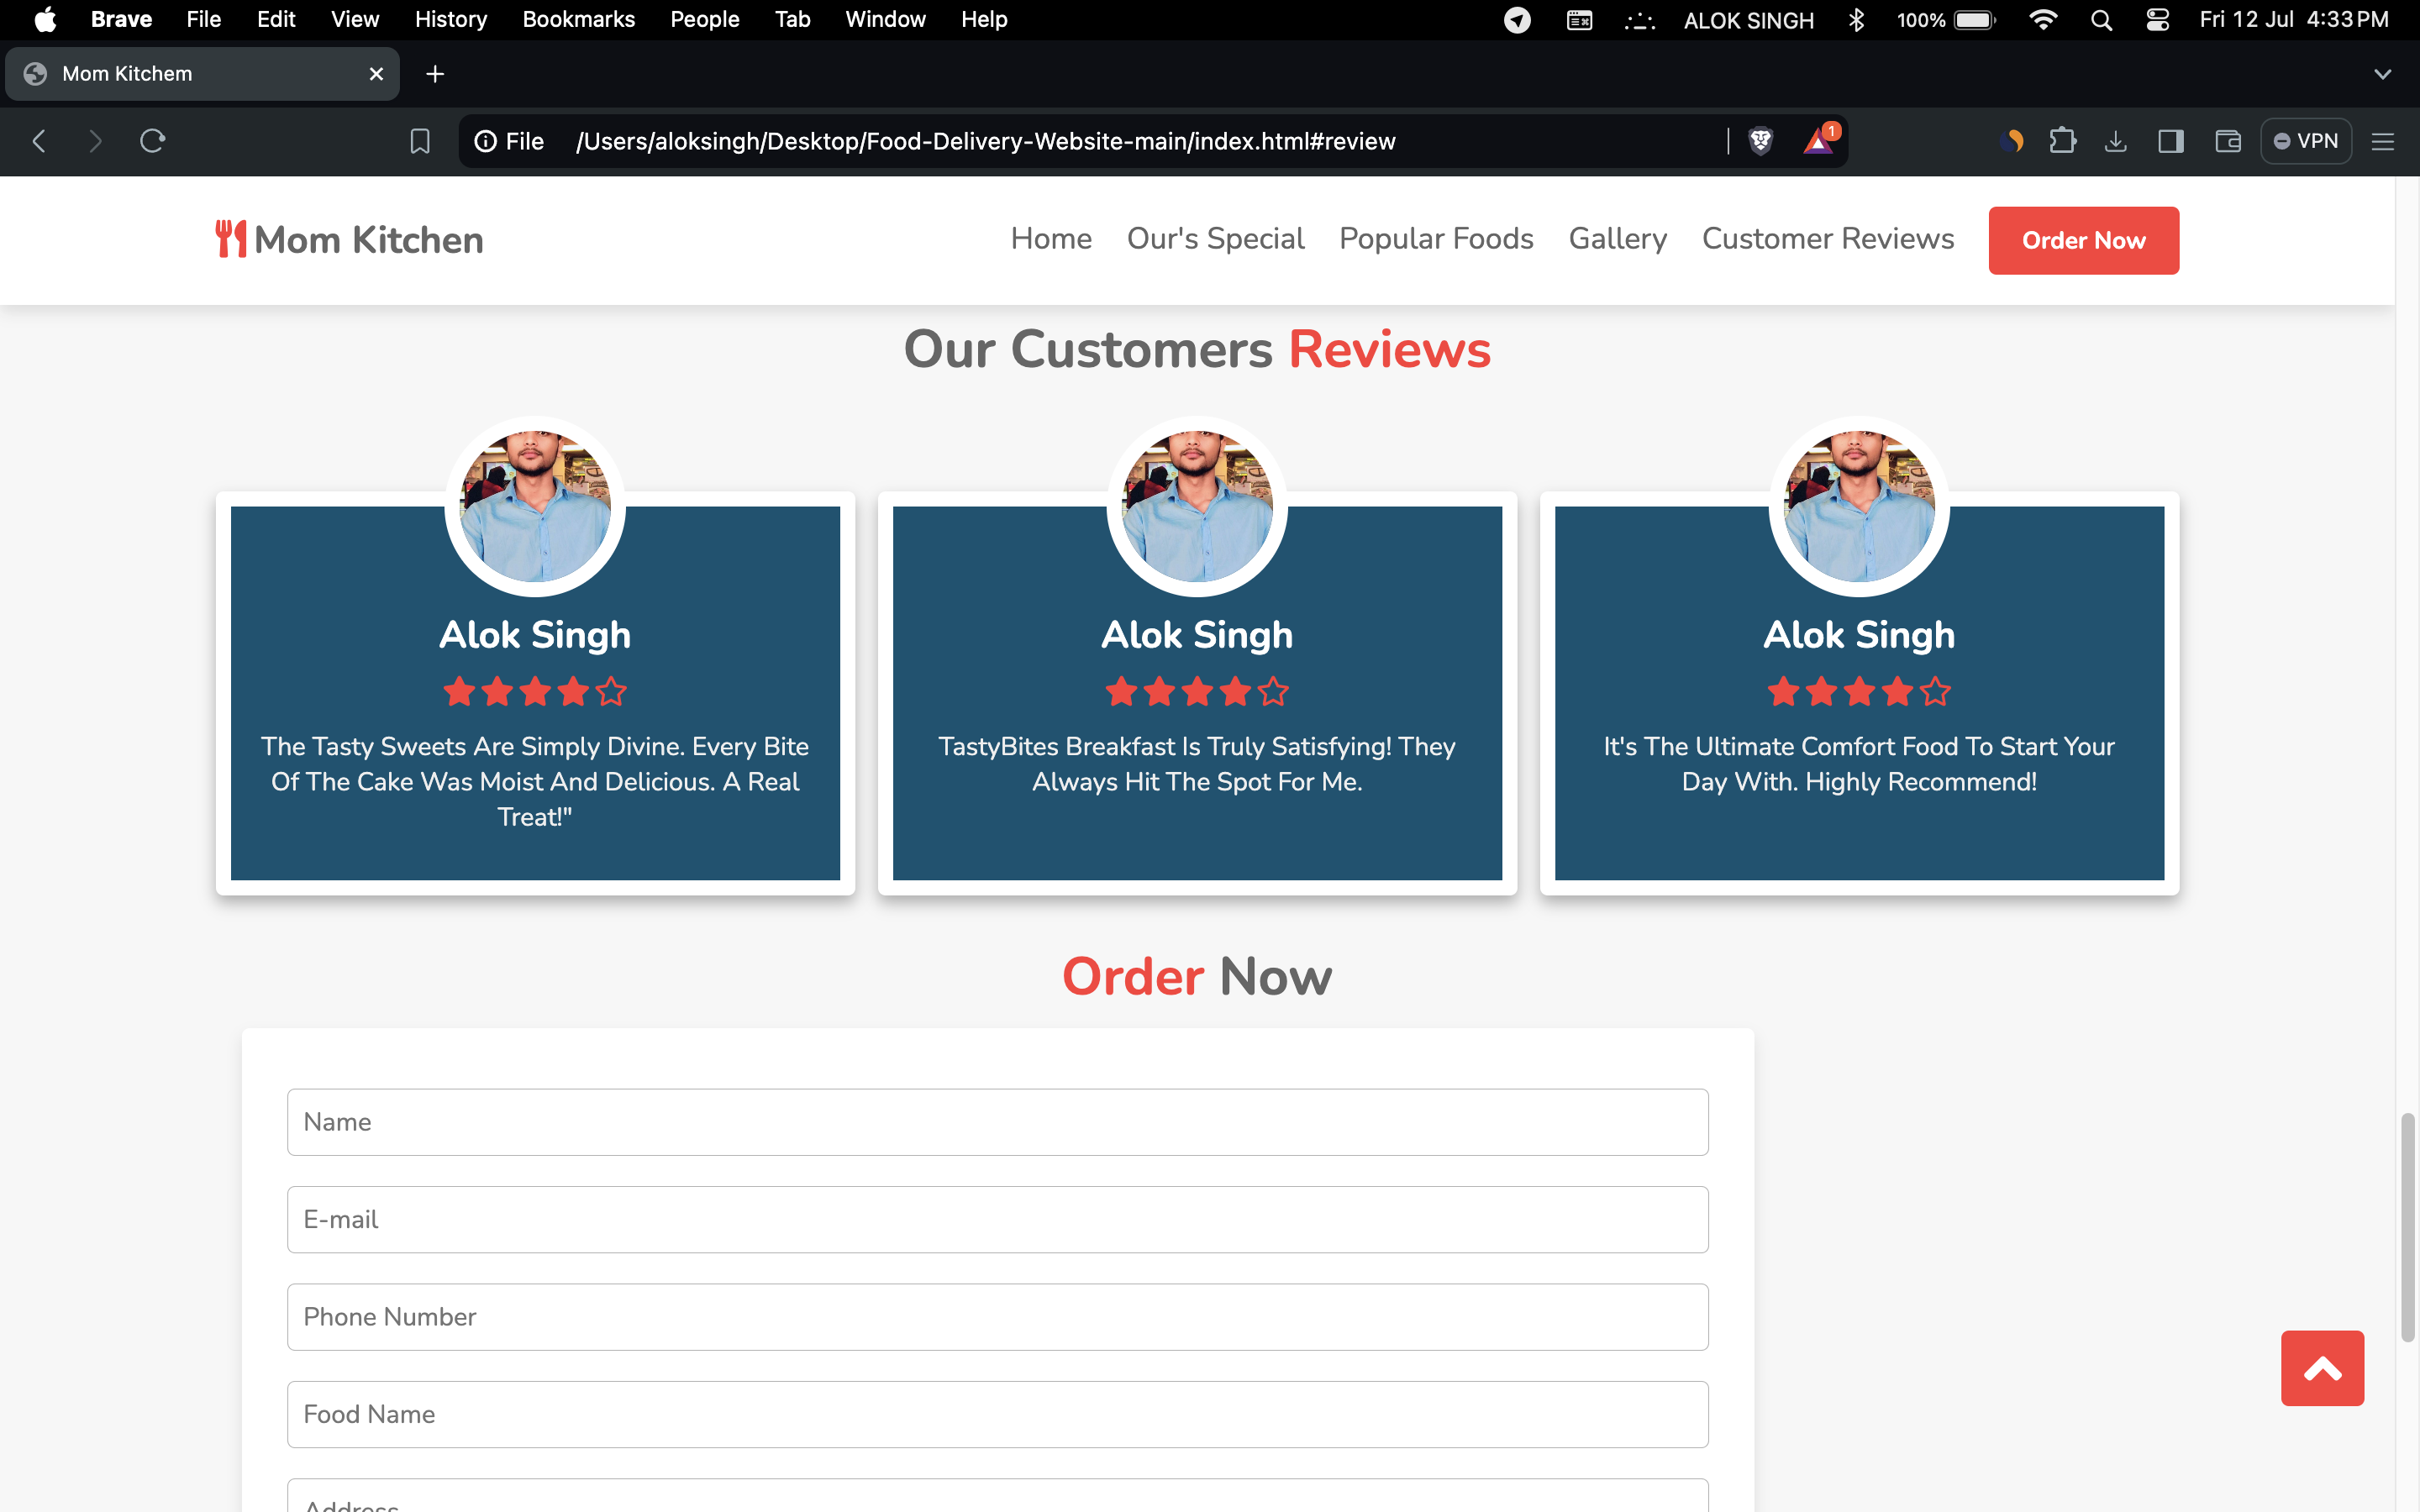 Brave File Edit View History Bookmarks People Tab Window Help ALOK SINGH 100% Fri 12 Jul 4:33 PM
Mom Kitchem
File /Users/aloksingh/Desktop/Food-Delivery-Website-main/index.html#review 1 VPN
Mom Kitchen Home Our's Special Popular Foods Gallery Customer Reviews Order Now
Our Customers Reviews
Alok Singh
The Tasty Sweets Are Simply Divine. Every Bite
Of The Cake Was Moist And Delicious. A Real
Treat!"
Alok Singh
TastyBites Breakfast Is Truly Satisfying! They
Always Hit The Spot For Me.
Alok Singh
It's The Ultimate Comfort Food To Start Your
Day With. Highly Recommend!
Order Now
Name
E-mail
Phone Number
Food Name
Address